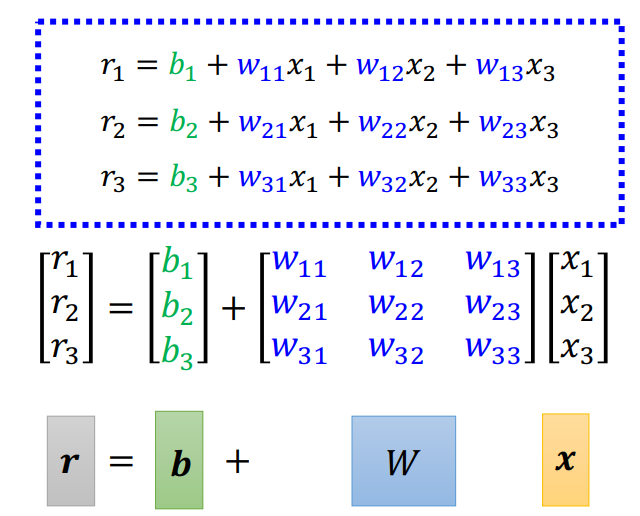 r₁ = b₁ + w₁₁x₁ + w₁₂x₂ + w₁₃x₃
r₂ = b₂ + w₂₁x₁ + w₂₂x₂ + w₂₃x₃
r₃ = b₃ + w₃₁x₁ + w₃₂x₂ + w₃₃x₃
[r₁] [b₁] [w₁₁ w₁₂ w₁₃] [x₁]
[r₂] = [b₂] + [w₂₁ w₂₂ w₂₃] [x₂]
[r₃] [b₃] [w₃₁ w₃₂ w₃₃] [x₃]
r = b + W x